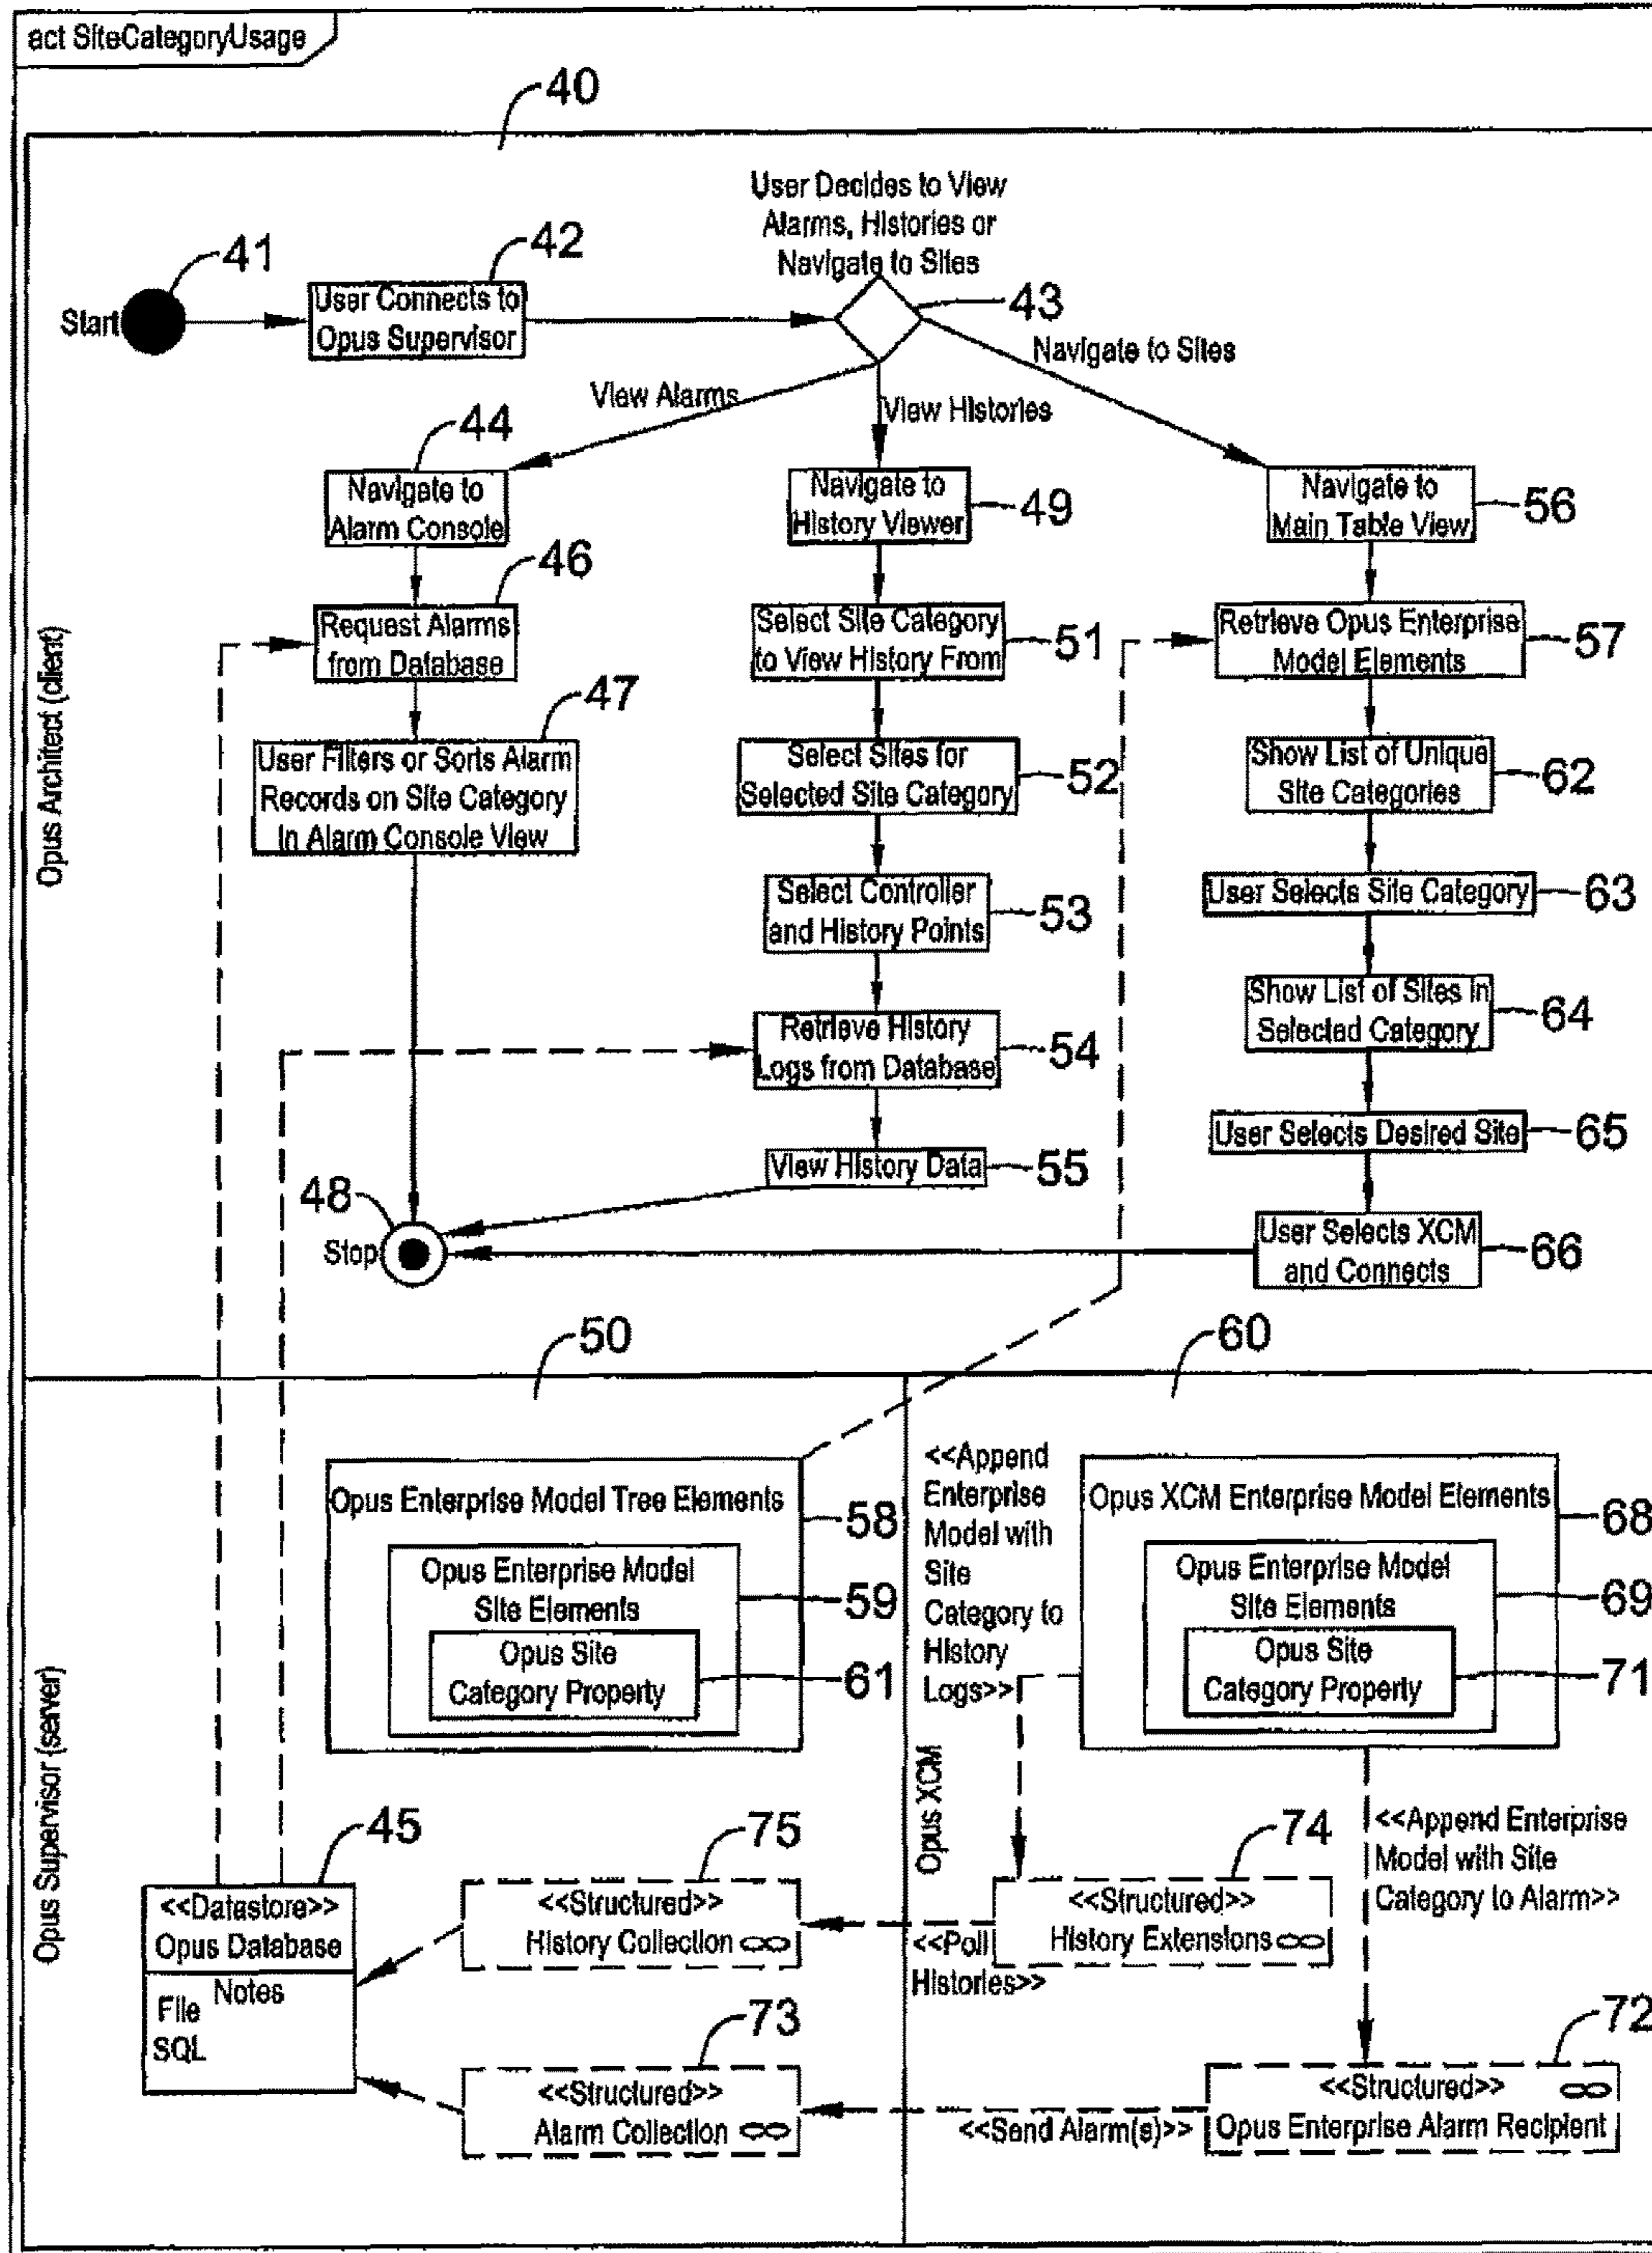 act SiteCategoryUsage
40
User Decides to View
Alarms, Histories or
Navigate to Sites
41
Start
42
User Connects to
Opus Supervisor
43
View Alarms
View Histories
Navigate to Sites
Opus Architect (client)
44
Navigate to
Alarm Console
46
Request Alarms
from Database
47
User Filters or Sorts Alarm
Records on Site Category
in Alarm Console View
48
Stop
Navigate to
History Viewer
49
Select Site Category
to View History From
51
Select Sites for
Selected Site Category
52
Select Controller
and History Points
53
Retrieve History
Logs from Database
54
View History Data
55
Navigate to
Main Table View
56
Retrieve Opus Enterprise
Model Elements
57
Show List of Unique
Site Categories
62
User Selects Site Category
63
Show List of Sites in
Selected Category
64
User Selects Desired Site
65
User Selects XCM
and Connects
66
50
Opus Supervisor (server)
Opus Enterprise Model Tree Elements
58
Opus Enterprise Model
Site Elements
59
Opus Site
Category Property
61
45
<<Datastore>>
Opus Database
Notes
File
SQL
75
<<Structured>>
History Collection
73
<<Structured>>
Alarm Collection
60
Opus XCM
<<Append
Enterprise
Model with
Site
Category to
History
Logs>>
Opus XCM Enterprise Model Elements
68
Opus Enterprise Model
Site Elements
69
Opus Site
Category Property
71
74
<<Structured>>
History Extensions
<<Poll
Histories>>
<<Append Enterprise
Model with Site
Category to Alarm>>
72
<<Structured>>
Opus Enterprise Alarm Recipient
<<Send Alarm(s)>>